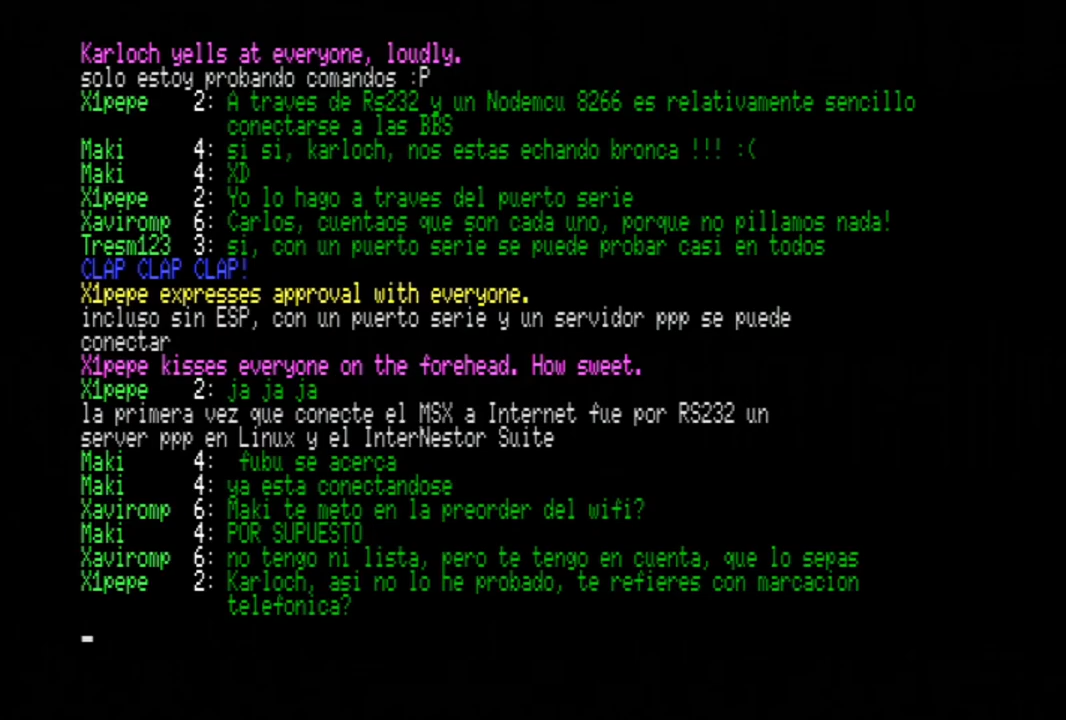 Karloch yells at everyone, loudly.
solo estoy probando comandos :P
X1pepe 2: A traves de Rs232 y un Nodemcu 8266 es relativamente sencillo
conectarse a las BBS
Maki 4: si si, karloch, nos estas echando bronca !!! :(
Maki 4: XD
X1pepe 2: Yo lo hago a traves del puerto serie
Xaviromp 6: Carlos, cuentaos que son cada uno, porque no pillamos nada!
Tresm123 3: si, con un puerto serie se puede probar casi en todos
CLAP CLAP CLAP!
X1pepe expresses approval with everyone.
incluso sin ESP, con un puerto serie y un servidor ppp se puede
conectar
X1pepe kisses everyone on the forehead. How sweet.
X1pepe 2: ja ja ja
la primera vez que conecte el MSX a Internet fue por RS232 un
server ppp en Linux y el InterNestor Suite
Maki 4: fubu se acerca
Maki 4: ya esta conectandose
Xaviromp 6: Maki te meto en la preorder del wifi?
Maki 4: POR SUPUESTO
Xaviromp 6: no tengo ni lista, pero te tengo en cuenta, que lo sepas
X1pepe 2: Karloch, asi no lo he probado, te refieres con marcacion
telefonica?